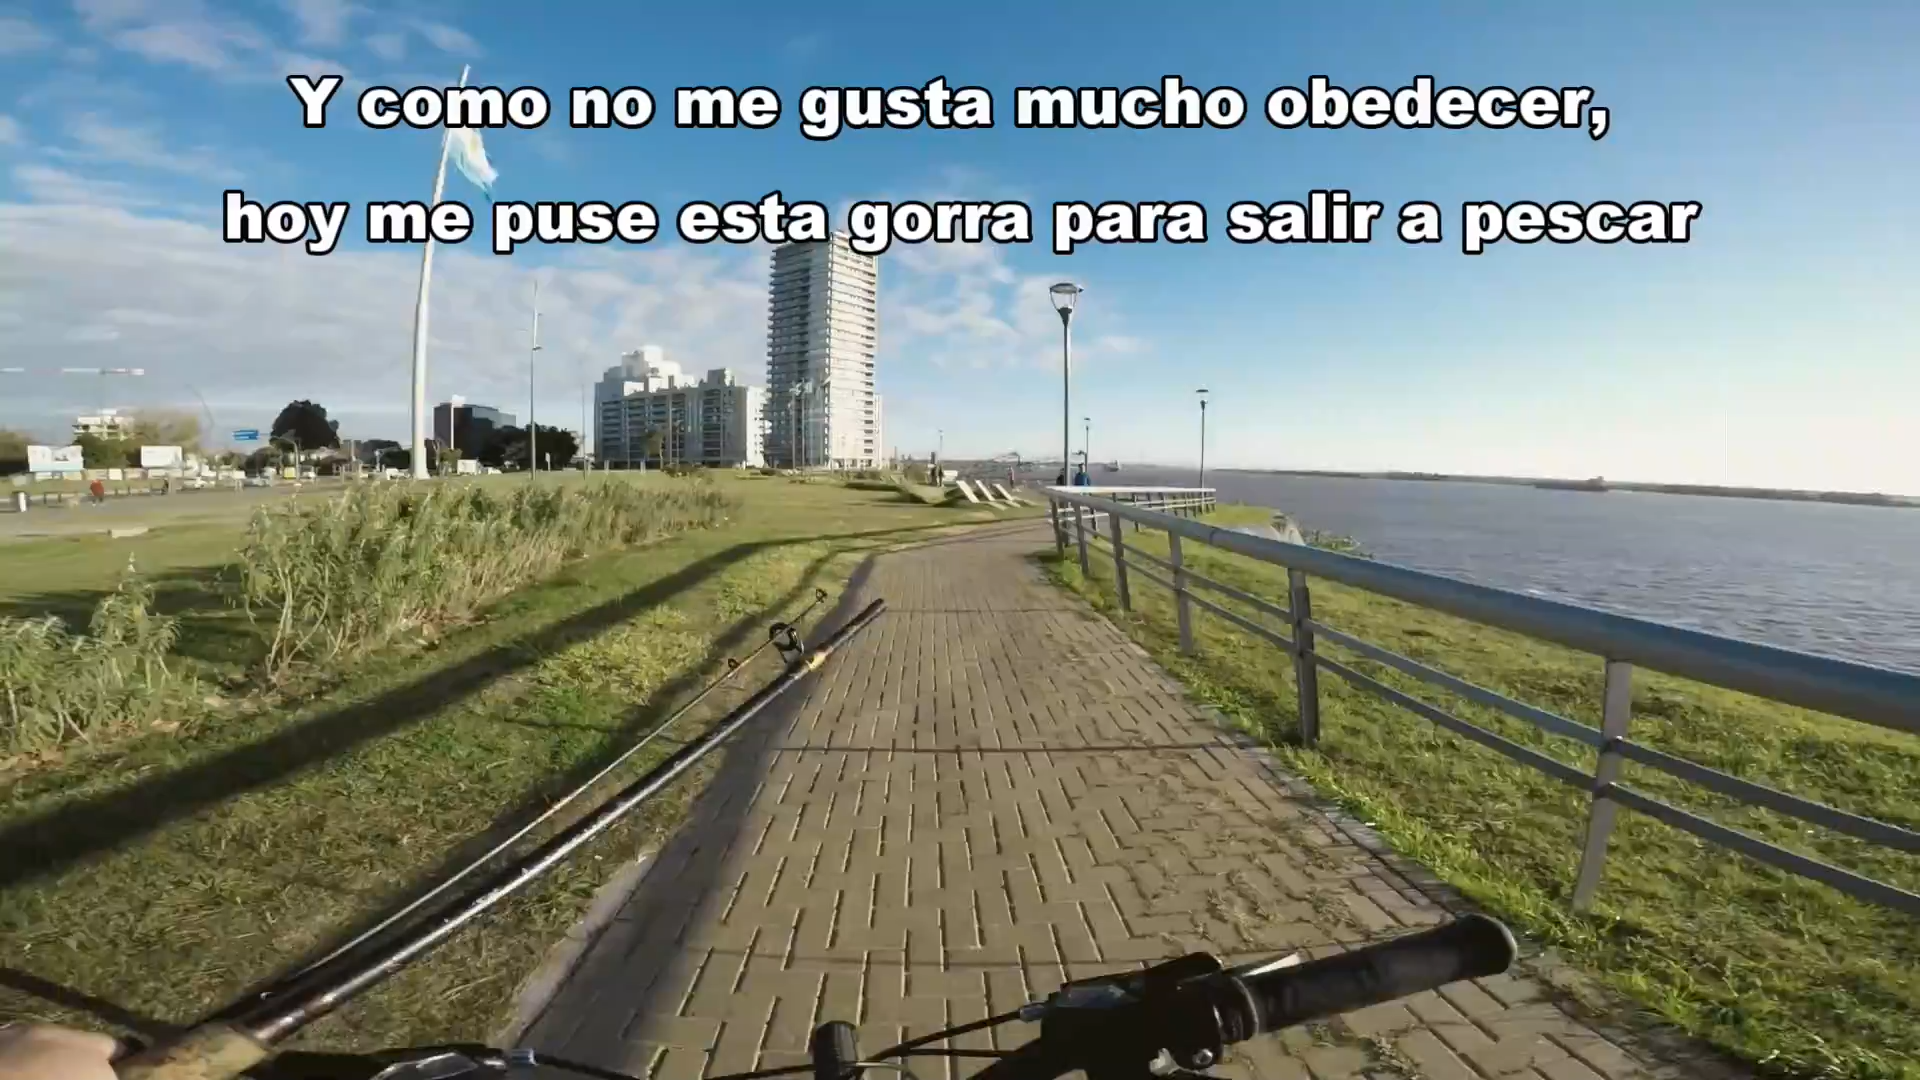 Y como no me gusta mucho obedecer,
hoy me puse esta gorra para salir a pescar